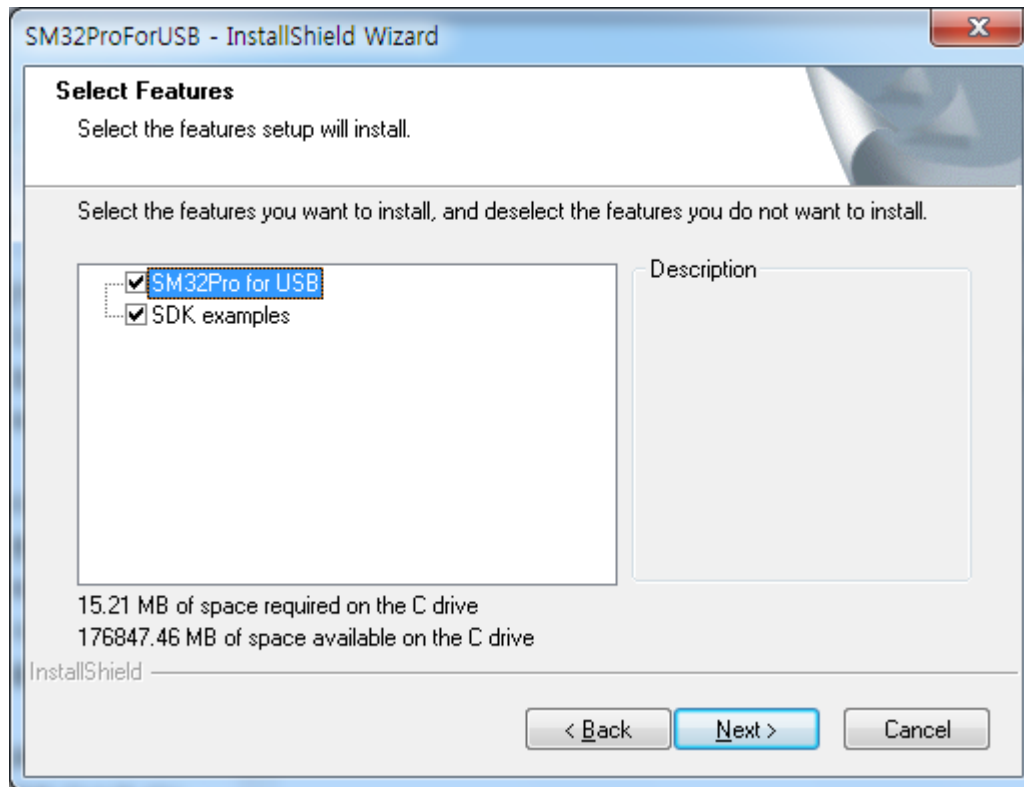 SM32ProForUSB - InstallShield Wizard
Select Features
Select the features setup will install.
Select the features you want to install, and deselect the features you do not want to install.
SM32Pro for USB
SDK examples
Description
15.21 MB of space required on the C drive
176847.46 MB of space available on the C drive
InstallShield
< Back
Next >
Cancel